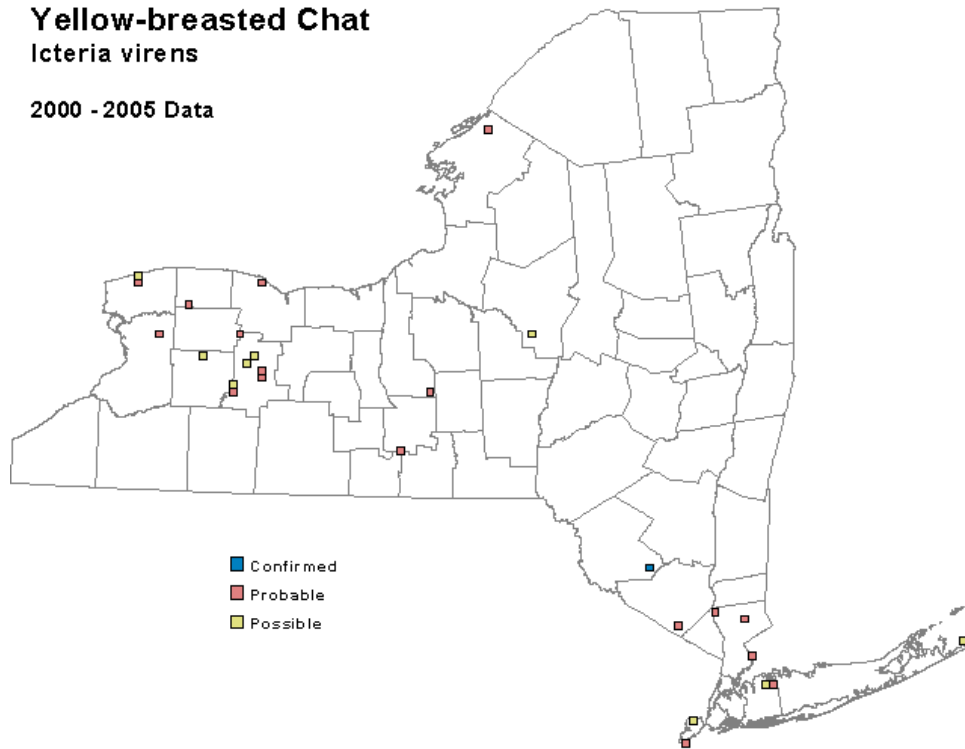 Yellow-breasted Chat
Icteria virens
2000 - 2005 Data
Confirmed
Probable
Possible